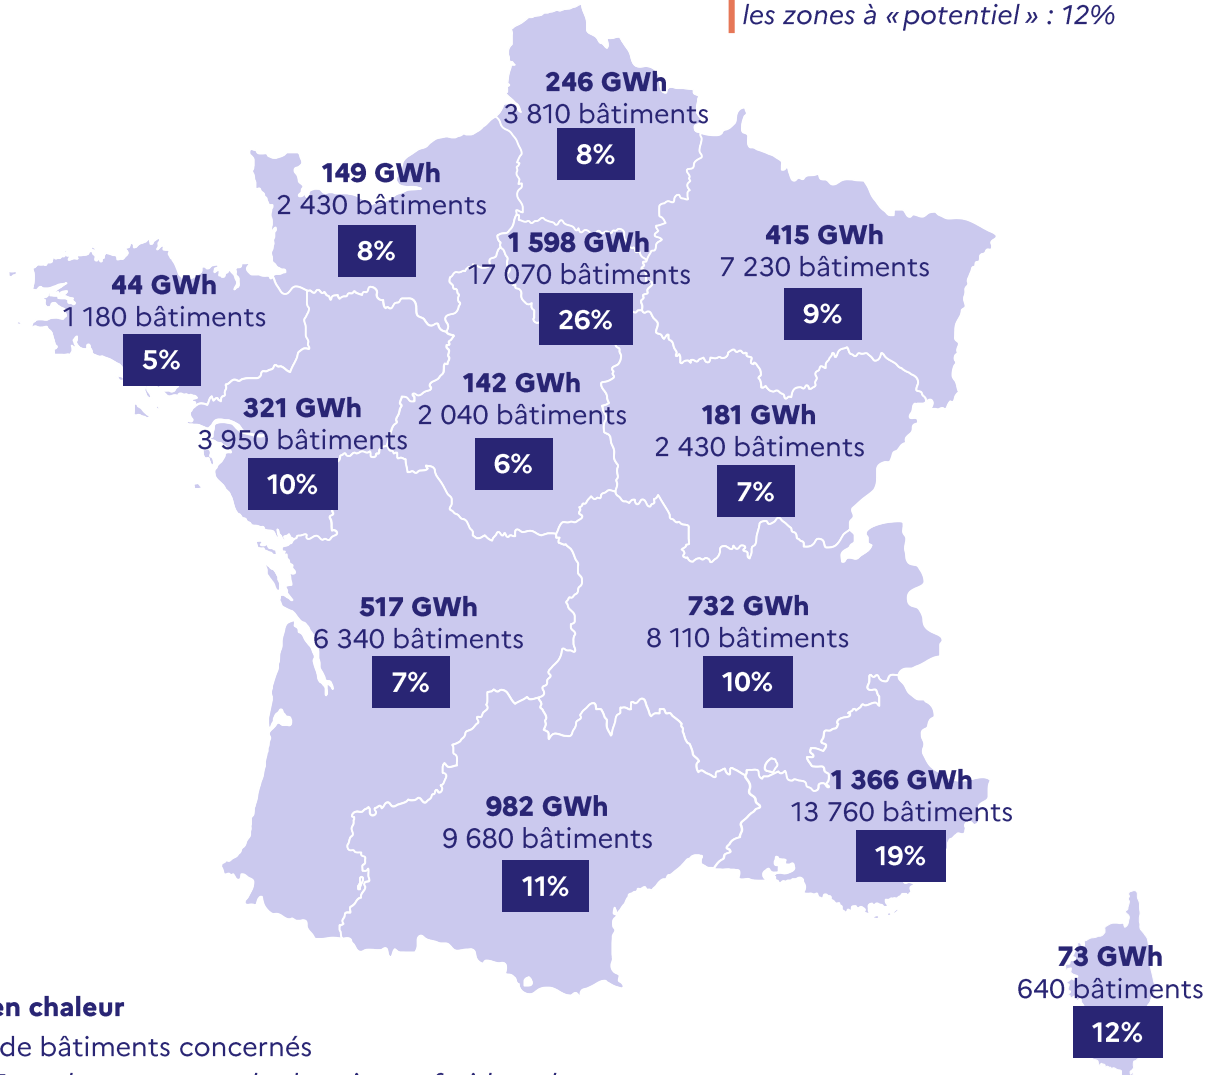 les zones à « potentiel » : 12%
246 GWh
3 810 bâtiments
8%
149 GWh
2 430 bâtiments
8%
1 598 GWh
17 070 bâtiments
26%
415 GWh
7 230 bâtiments
9%
44 GWh
1 180 bâtiments
5%
142 GWh
2 040 bâtiments
6%
321 GWh
3 950 bâtiments
10%
181 GWh
2 430 bâtiments
7%
517 GWh
6 340 bâtiments
7%
732 GWh
8 110 bâtiments
10%
982 GWh
9 680 bâtiments
11%
1 366 GWh
13 760 bâtiments
19%
73 GWh
640 bâtiments
12%
en chaleur
de bâtiments concernés